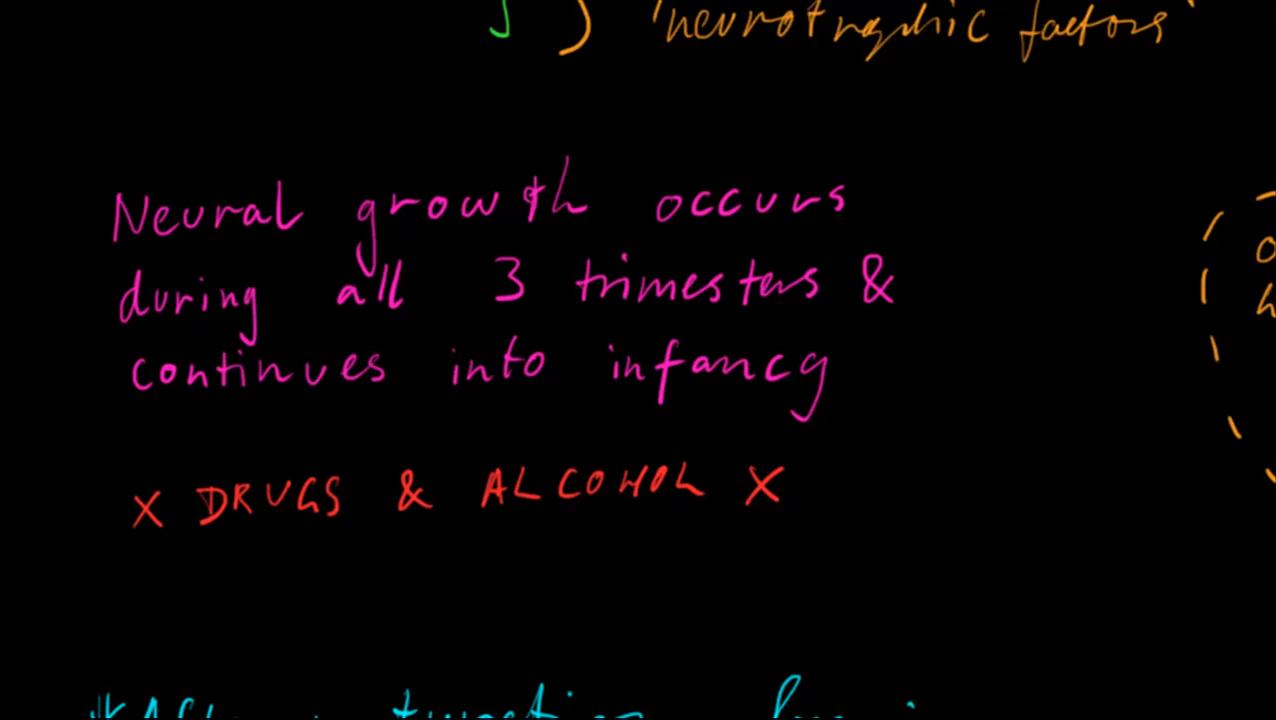 'neurotrophic factors'
Neural growth occurs
during all 3 trimesters &
continues into infancy
X DRUGS & ALCOHOL X